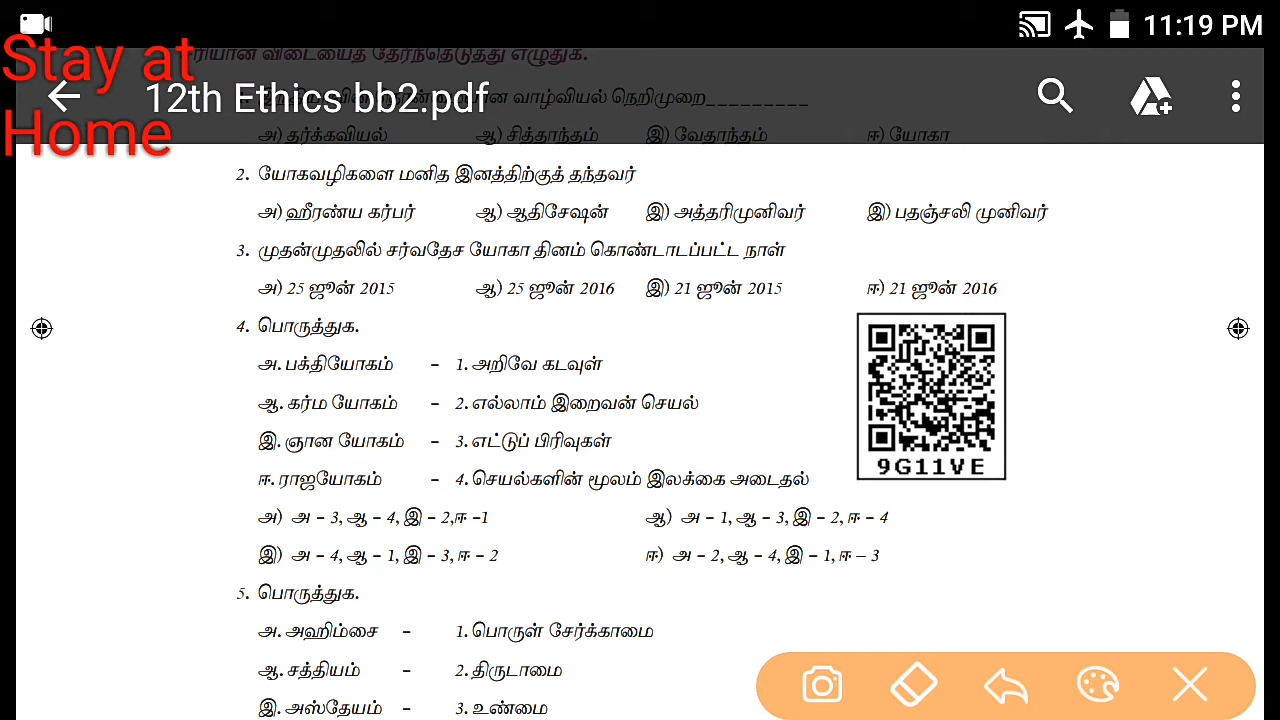 11:19 PM
Stay at
Home
12th Ethics bb2.pdf
வாழ்வியல் நெறிமுறை_________
அ) தர்க்கவியல் ஆ) சித்தாந்தம் இ) வேதாந்தம் ஈ) யோகா
2. யோகவழிகளை மனித இனத்திற்குத் தந்தவர்
அ) ஹீரண்ய கர்பர் ஆ) ஆதிசேஷன் இ) அத்தரிமுனிவர் இ) பதஞ்சலி முனிவர்
3. முதன்முதலில் சர்வதேச யோகா தினம் கொண்டாடப்பட்ட நாள்
அ) 25 ஜூன் 2015 ஆ) 25 ஜூன் 2016 இ) 21 ஜூன் 2015 ஈ) 21 ஜூன் 2016
4. பொருத்துக.
அ. பக்தியோகம் – 1. அறிவே கடவுள்
ஆ. கர்ம யோகம் – 2. எல்லாம் இறைவன் செயல்
இ. ஞான யோகம் – 3. எட்டுப் பிரிவுகள்
ஈ. ராஜயோகம் – 4. செயல்களின் மூலம் இலக்கை அடைதல்
9G11VE
அ) அ – 3, ஆ – 4, இ – 2,ஈ –1 ஆ) அ – 1, ஆ – 3, இ – 2, ஈ – 4
இ) அ – 4, ஆ – 1, இ – 3, ஈ – 2 ஈ) அ – 2, ஆ – 4, இ – 1, ஈ – 3
5. பொருத்துக.
அ. அஹிம்சை – 1. பொருள் சேர்க்காமை
ஆ. சத்தியம் – 2. திருடாமை
இ. அஸ்தேயம் – 3. உண்மை